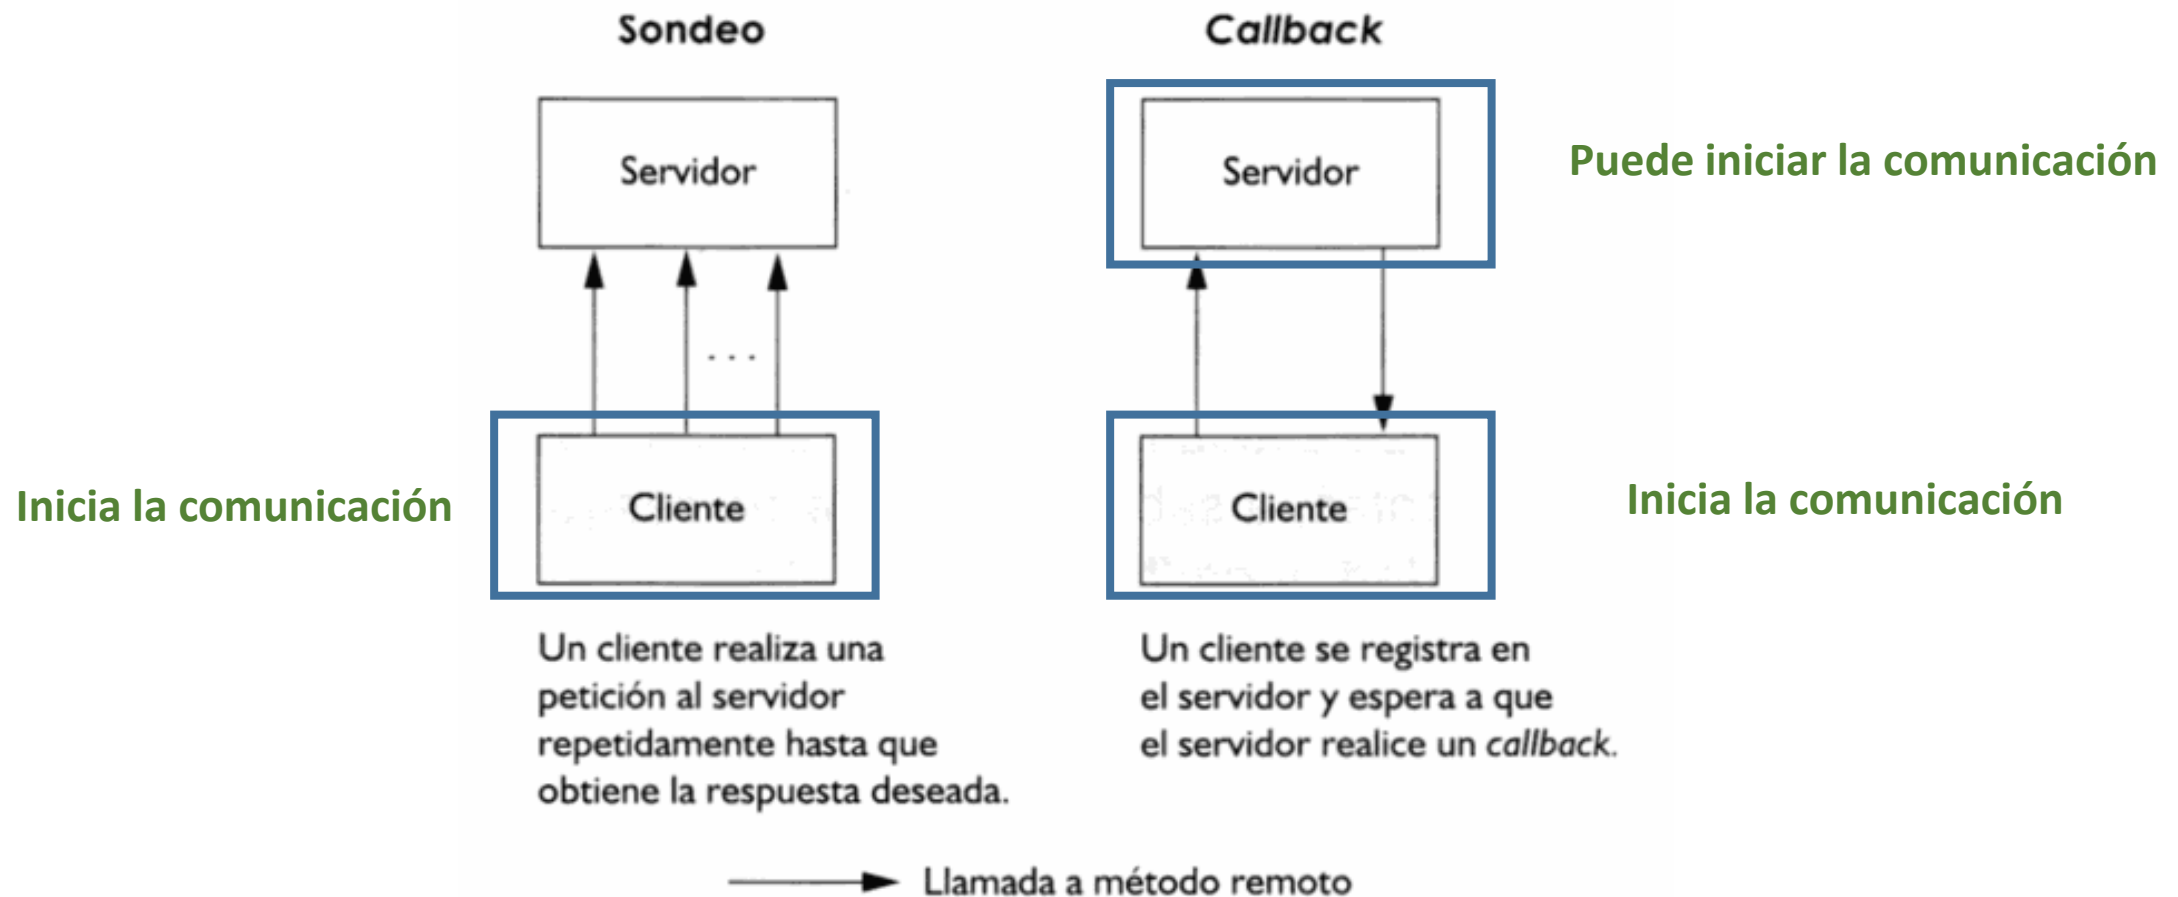 Sondeo
Callback
Servidor
Servidor
Puede iniciar la comunicación
...
Inicia la comunicación
Cliente
Cliente
Inicia la comunicación
Un cliente realiza una
petición al servidor
repetidamente hasta que
obtiene la respuesta deseada.
Un cliente se registra en
el servidor y espera a que
el servidor realice un callback.
Llamada a método remoto